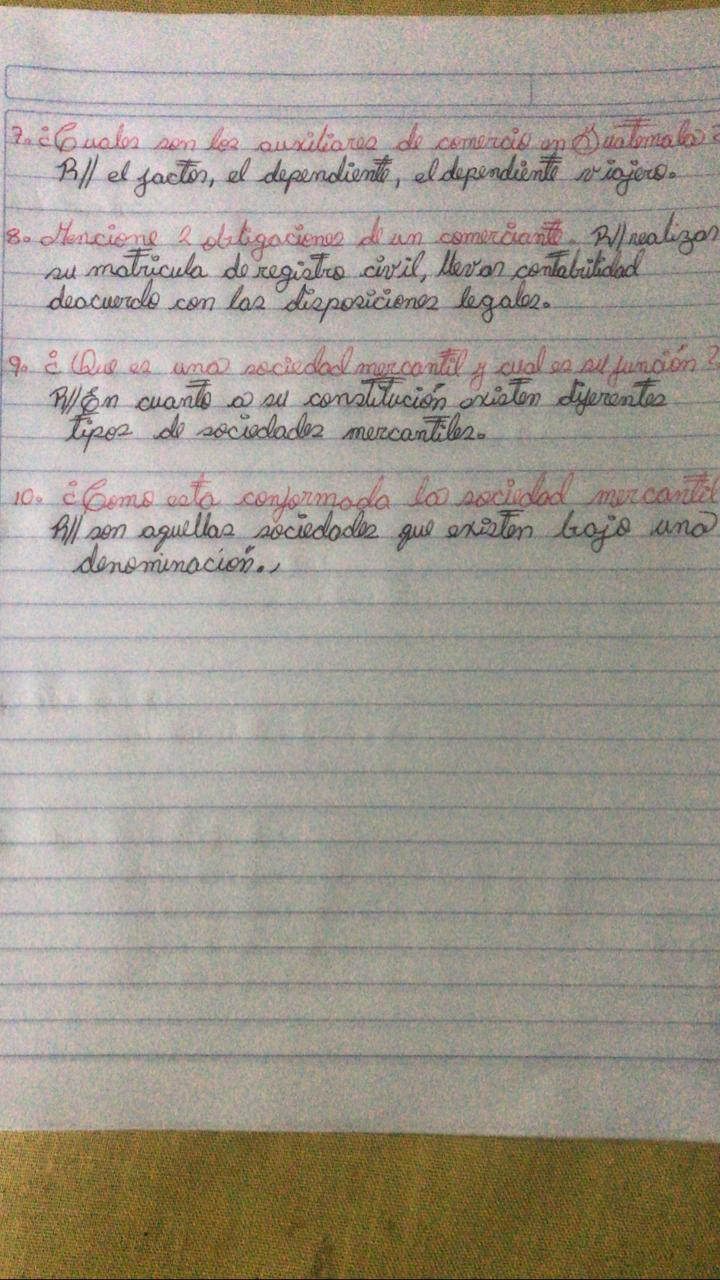 7. ¿Cuales son los auxiliares de comercio en Guatemala?
R// el factor, el dependiente, el dependiente viajero.
8. Mencione 2 obligaciones de un comerciante. R// realizar
su matrícula de registro civil, llevar contabilidad
deacuerdo con las disposiciones legales.
9. ¿Que es una sociedad mercantil y cual es su función?
R// En cuanto a su constitución existen diferentes
tipos de sociedades mercantiles.
10. ¿Como esta conformada la sociedad mercantil
R// son aquellas sociedades que existen bajo una
denominación.,